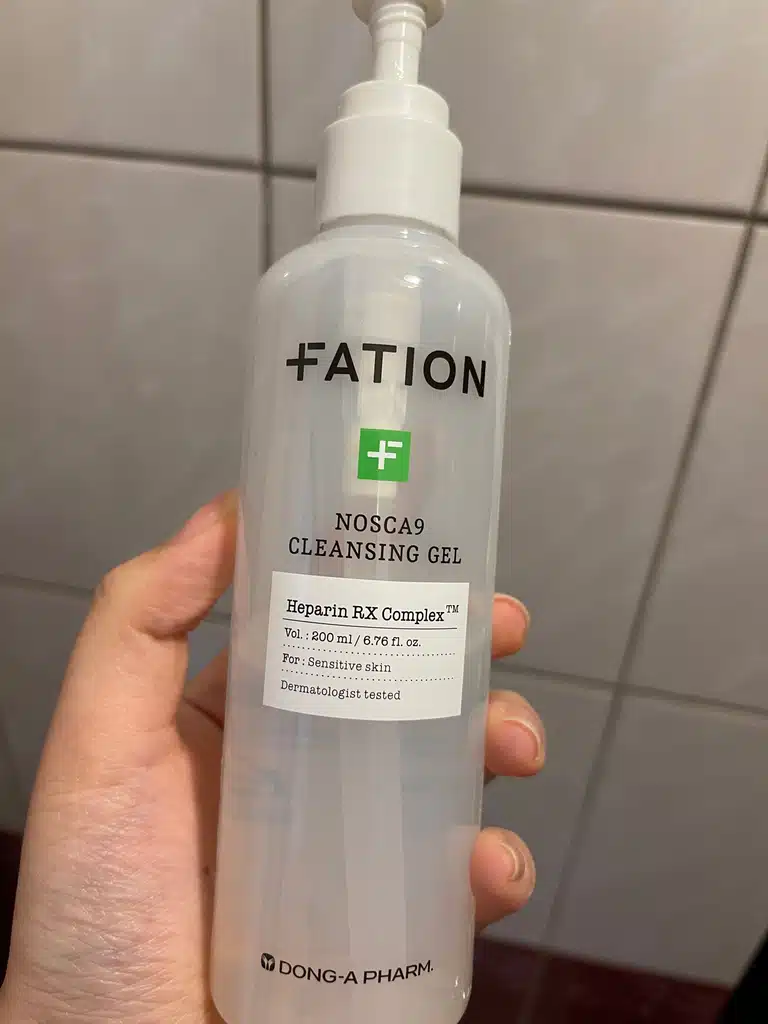 FATION
F
NOSCA9
CLEANSING GEL
Heparin RX Complex™
Vol. : 200 ml / 6.76 fl. oz.
For : Sensitive skin
Dermatologist tested
DONG-A PHARM.